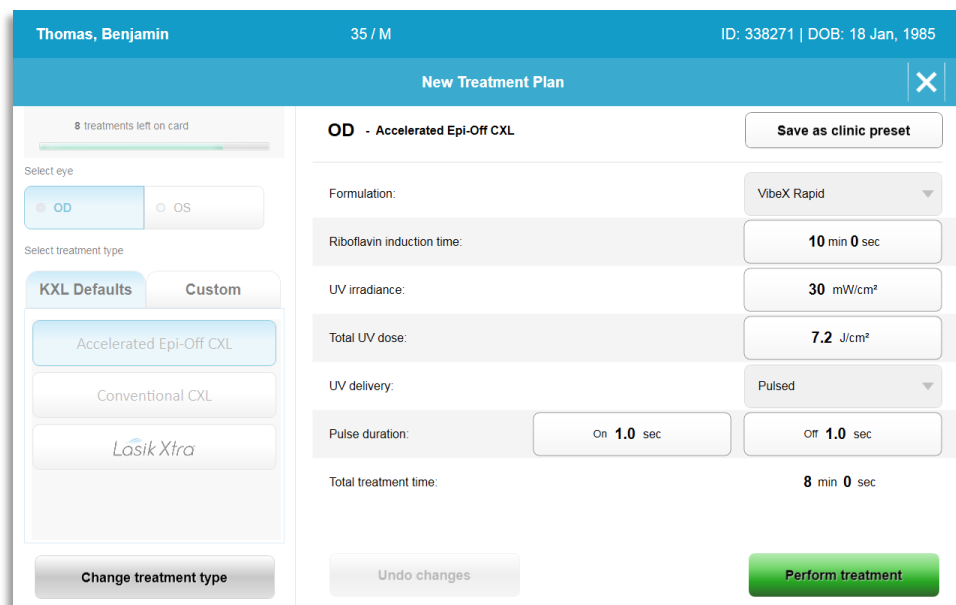 Thomas, Benjamin 35 / M ID: 338271 | DOB: 18 Jan, 1985
New Treatment Plan
8 treatments left on card
Select eye
OD OS
Select treatment type
KXL Defaults Custom
Accelerated Epi-Off CXL
Conventional CXL
Lasik Xtra
Change treatment type
OD - Accelerated Epi-Off CXL Save as clinic preset
Formulation: VibeX Rapid
Riboflavin induction time: 10 min 0 sec
UV irradiance: 30 mW/cm²
Total UV dose: 7.2 J/cm²
UV delivery: Pulsed
Pulse duration: On 1.0 sec Off 1.0 sec
Total treatment time: 8 min 0 sec
Undo changes Perform treatment